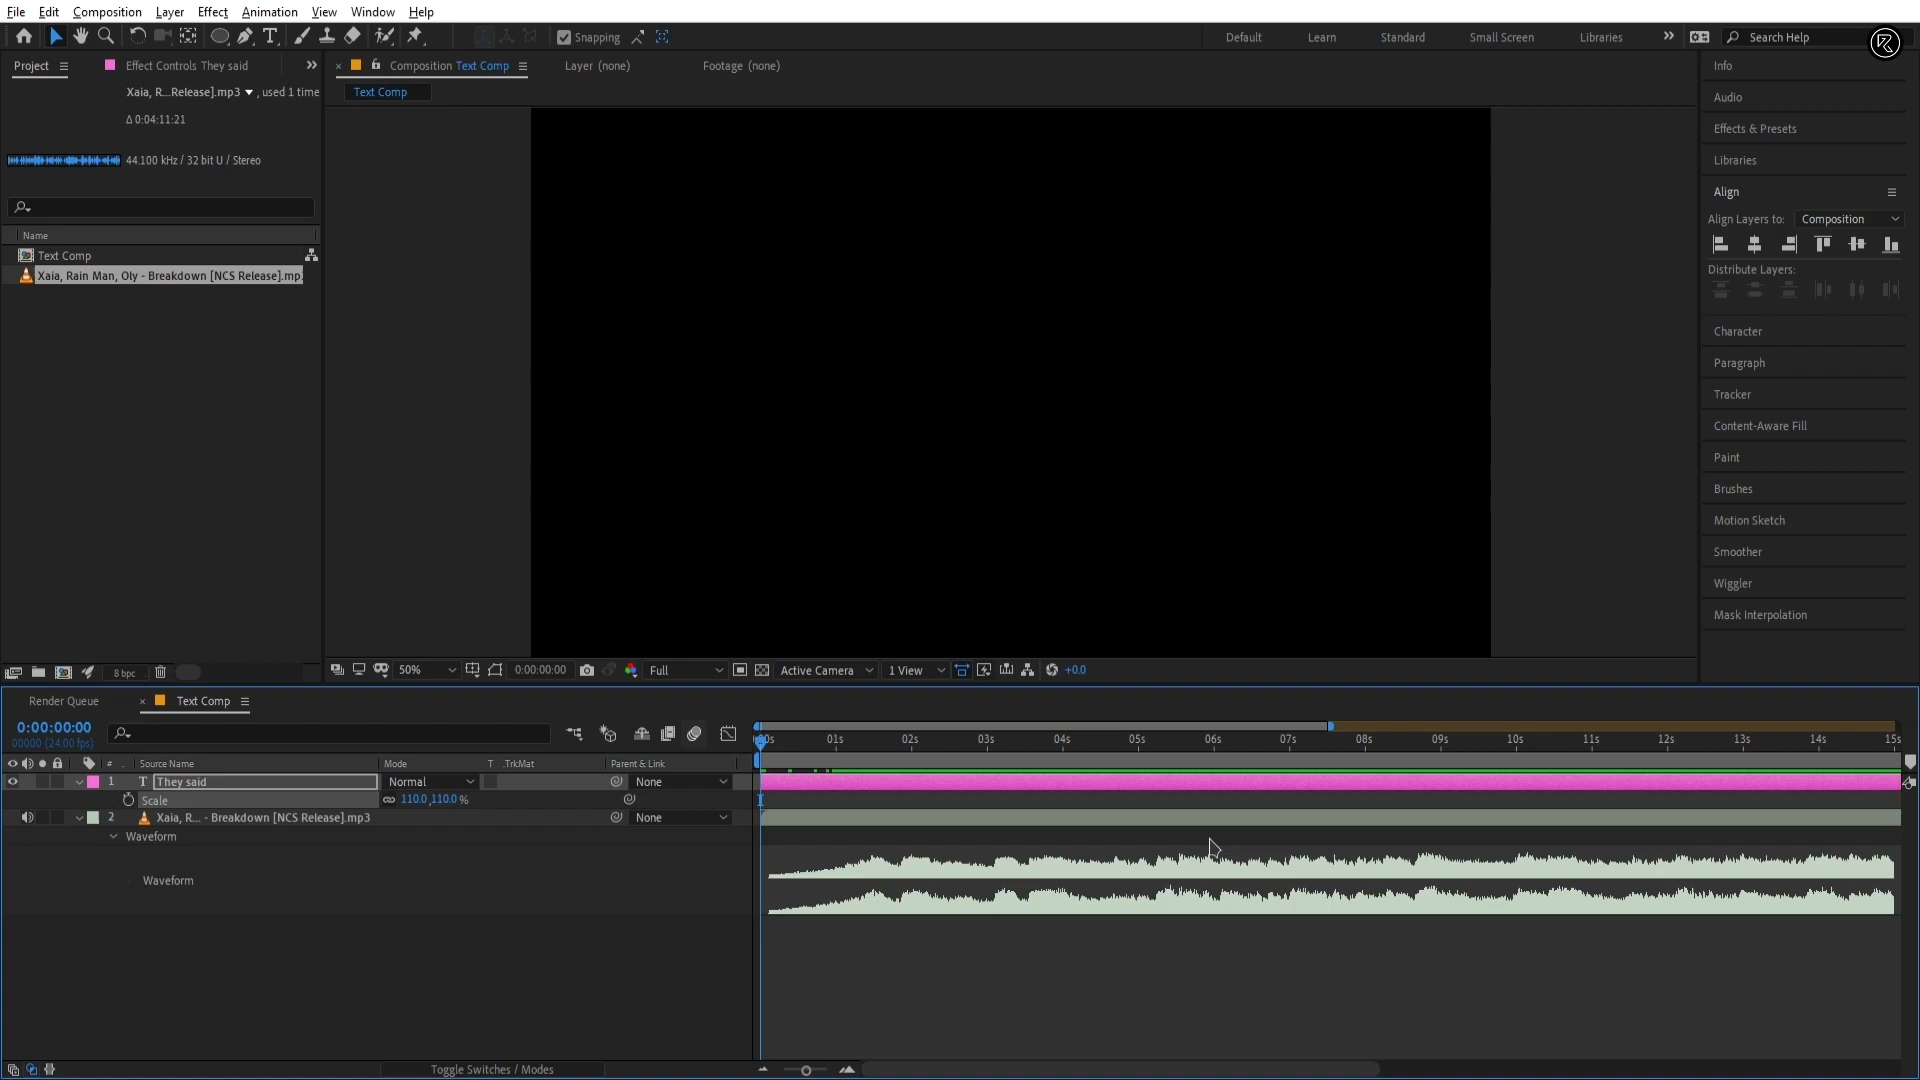 File Edit Composition Layer Effect Animation View Window Help
Snapping
Default Learn Standard Small Screen Libraries Search Help
Project Effect Controls They said
Composition Text Comp Layer (none) Footage (none)
Text Comp
Xaia, R...Release].mp3 , used 1 time
Δ 0:04:11:21
44.100 kHz / 32 bit U / Stereo
Name
Text Comp
Xaia, Rain Man, Oly - Breakdown [NCS Release].mp
Info
Audio
Effects & Presets
Libraries
Align
Align Layers to: Composition
Distribute Layers:
Character
Paragraph
Tracker
Content-Aware Fill
Paint
Brushes
Motion Sketch
Smoother
Wiggler
Mask Interpolation
8 bpc
50% 0:00:00:00 Full Active Camera 1 View +0.0
Render Queue Text Comp
0:00:00:00
00000 (24.00 fps)
00s 01s 02s 03s 04s 05s 06s 07s 08s 09s 10s 11s 12s 13s 14s 15s
# Source Name Mode T .TrkMat Parent & Link
1 T They said Normal None
Scale 110.0,110.0 %
2 Xaia, R... - Breakdown [NCS Release].mp3 None
Waveform
Waveform
Toggle Switches / Modes